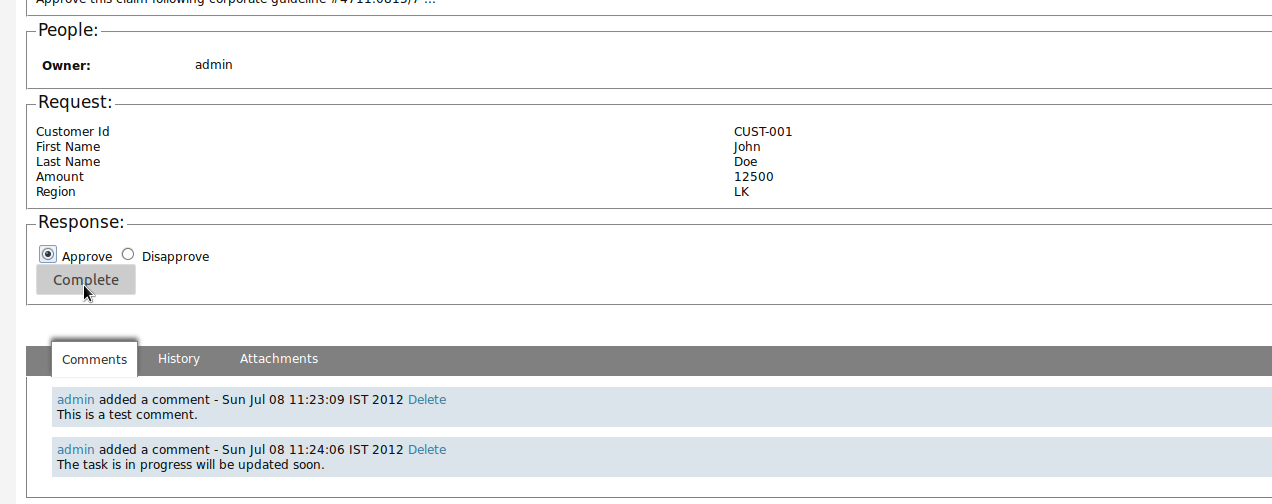 Approve this claim following corporate guideline #4711.0815/7 ...
People:
Owner: admin
Request:
Customer Id CUST-001
First Name John
Last Name Doe
Amount 12500
Region LK
Response:
Approve Disapprove
Complete
Comments History Attachments
admin added a comment - Sun Jul 08 11:23:09 IST 2012 Delete
This is a test comment.
admin added a comment - Sun Jul 08 11:24:06 IST 2012 Delete
The task is in progress will be updated soon.